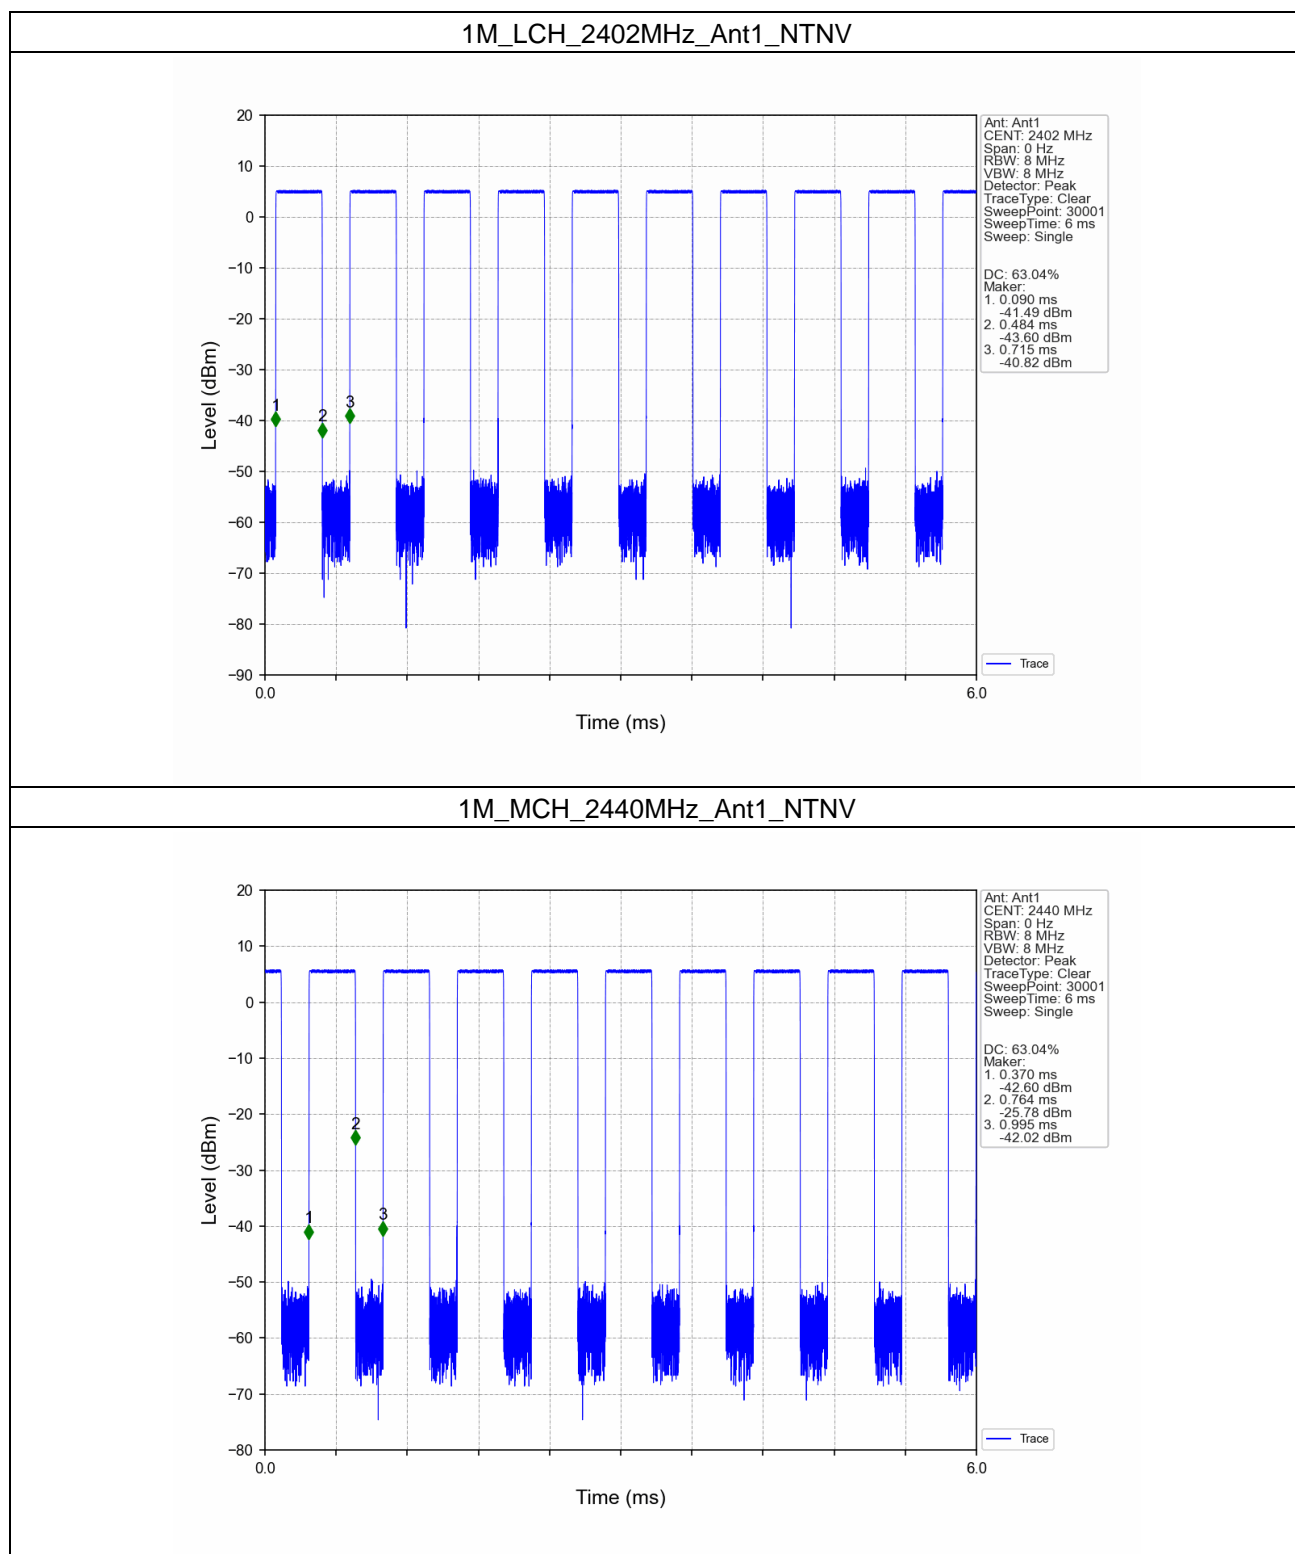 1M_LCH_2402MHz_Ant1_NTNV
20
10
0
−10
−20
−30
−40
−50
−60
−70
−80
−90
Level (dBm)
1
2
3
0.0
6.0
Time (ms)
Ant: Ant1
CENT: 2402 MHz
Span: 0 Hz
RBW: 8 MHz
VBW: 8 MHz
Detector: Peak
TraceType: Clear
SweepPoint: 30001
SweepTime: 6 ms
Sweep: Single
DC: 63.04%
Maker:
1. 0.090 ms
-41.49 dBm
2. 0.484 ms
-43.60 dBm
3. 0.715 ms
-40.82 dBm
Trace
1M_MCH_2440MHz_Ant1_NTNV
20
10
0
−10
−20
−30
−40
−50
−60
−70
−80
Level (dBm)
1
2
3
0.0
6.0
Time (ms)
Ant: Ant1
CENT: 2440 MHz
Span: 0 Hz
RBW: 8 MHz
VBW: 8 MHz
Detector: Peak
TraceType: Clear
SweepPoint: 30001
SweepTime: 6 ms
Sweep: Single
DC: 63.04%
Maker:
1. 0.370 ms
-42.60 dBm
2. 0.764 ms
-25.78 dBm
3. 0.995 ms
-42.02 dBm
Trace